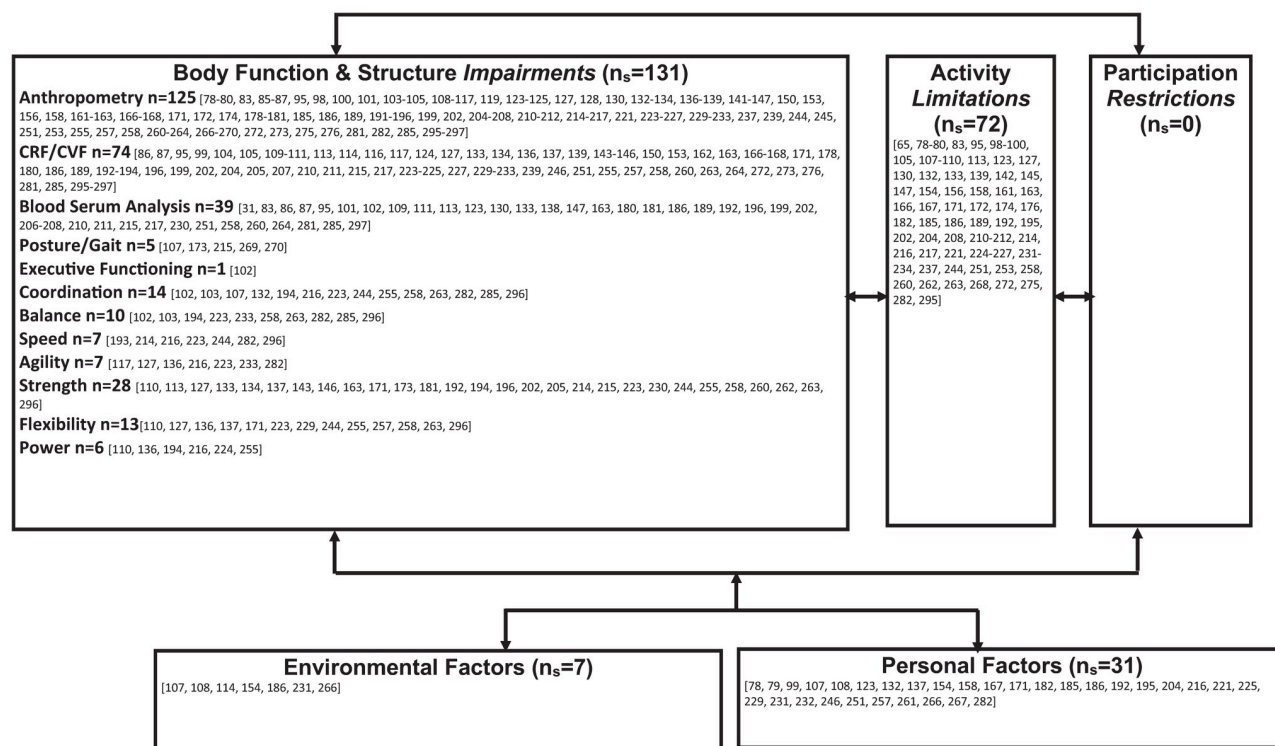 Body Function & Structure Impairments (nₛ=131)
Anthropometry n=125 [78-80, 83, 85-87, 95, 98, 100, 101, 103-105, 108-117, 119, 123-125, 127, 128, 130, 132-134, 136-139, 141-147, 150, 153,
156, 158, 161-163, 166-168, 171, 172, 174, 178-181, 185, 186, 189, 191-196, 199, 202, 204-208, 210-212, 214-217, 221, 223-227, 229-233, 237, 239, 244, 245,
251, 253, 255, 257, 258, 260-264, 266-270, 272, 273, 275, 276, 281, 282, 285, 295-297]
CRF/CVF n=74 [86, 87, 95, 99, 104, 105, 109-111, 113, 114, 116, 117, 124, 127, 133, 134, 136, 137, 139, 143-146, 150, 153, 162, 163, 166-168, 171, 178,
180, 186, 189, 192-194, 196, 199, 202, 204, 205, 207, 210, 211, 215, 217, 223-225, 227, 229-233, 239, 246, 251, 255, 257, 258, 260, 263, 264, 272, 273, 276,
281, 285, 295-297]
Blood Serum Analysis n=39 [31, 83, 86, 87, 95, 101, 102, 109, 111, 113, 123, 130, 133, 138, 147, 163, 180, 181, 186, 189, 192, 196, 199, 202,
206-208, 210, 211, 215, 217, 230, 251, 258, 260, 264, 281, 285, 297]
Posture/Gait n=5 [107, 173, 215, 269, 270]
Executive Functioning n=1 [102]
Coordination n=14 [102, 103, 107, 132, 194, 216, 223, 244, 255, 258, 263, 282, 285, 296]
Balance n=10 [102, 103, 194, 223, 233, 258, 263, 282, 285, 296]
Speed n=7 [193, 214, 216, 223, 244, 282, 296]
Agility n=7 [117, 127, 136, 216, 223, 233, 282]
Strength n=28 [110, 113, 127, 133, 134, 137, 143, 146, 163, 171, 173, 181, 192, 194, 196, 202, 205, 214, 215, 223, 230, 244, 255, 258, 260, 262, 263,
296]
Flexibility n=13[110, 127, 136, 137, 171, 223, 229, 244, 255, 257, 258, 263, 296]
Power n=6 [110, 136, 194, 216, 224, 255]
Activity
Limitations
(nₛ=72)
[65, 78-80, 83, 95, 98-100,
105, 107-110, 113, 123, 127,
130, 132, 133, 139, 142, 145,
147, 154, 156, 158, 161, 163,
166, 167, 171, 172, 174, 176,
182, 185, 186, 189, 192, 195,
202, 204, 208, 210-212, 214,
216, 217, 221, 224-227, 231-
234, 237, 244, 251, 253, 258,
260, 262, 263, 268, 272, 275,
282, 295]
Participation
Restrictions
(nₛ=0)
Environmental Factors (nₛ=7)
[107, 108, 114, 154, 186, 231, 266]
Personal Factors (nₛ=31)
[78, 79, 99, 107, 108, 123, 132, 137, 154, 158, 167, 171, 182, 185, 186, 192, 195, 204, 216, 221, 225,
229, 231, 232, 246, 251, 257, 261, 266, 267, 282]